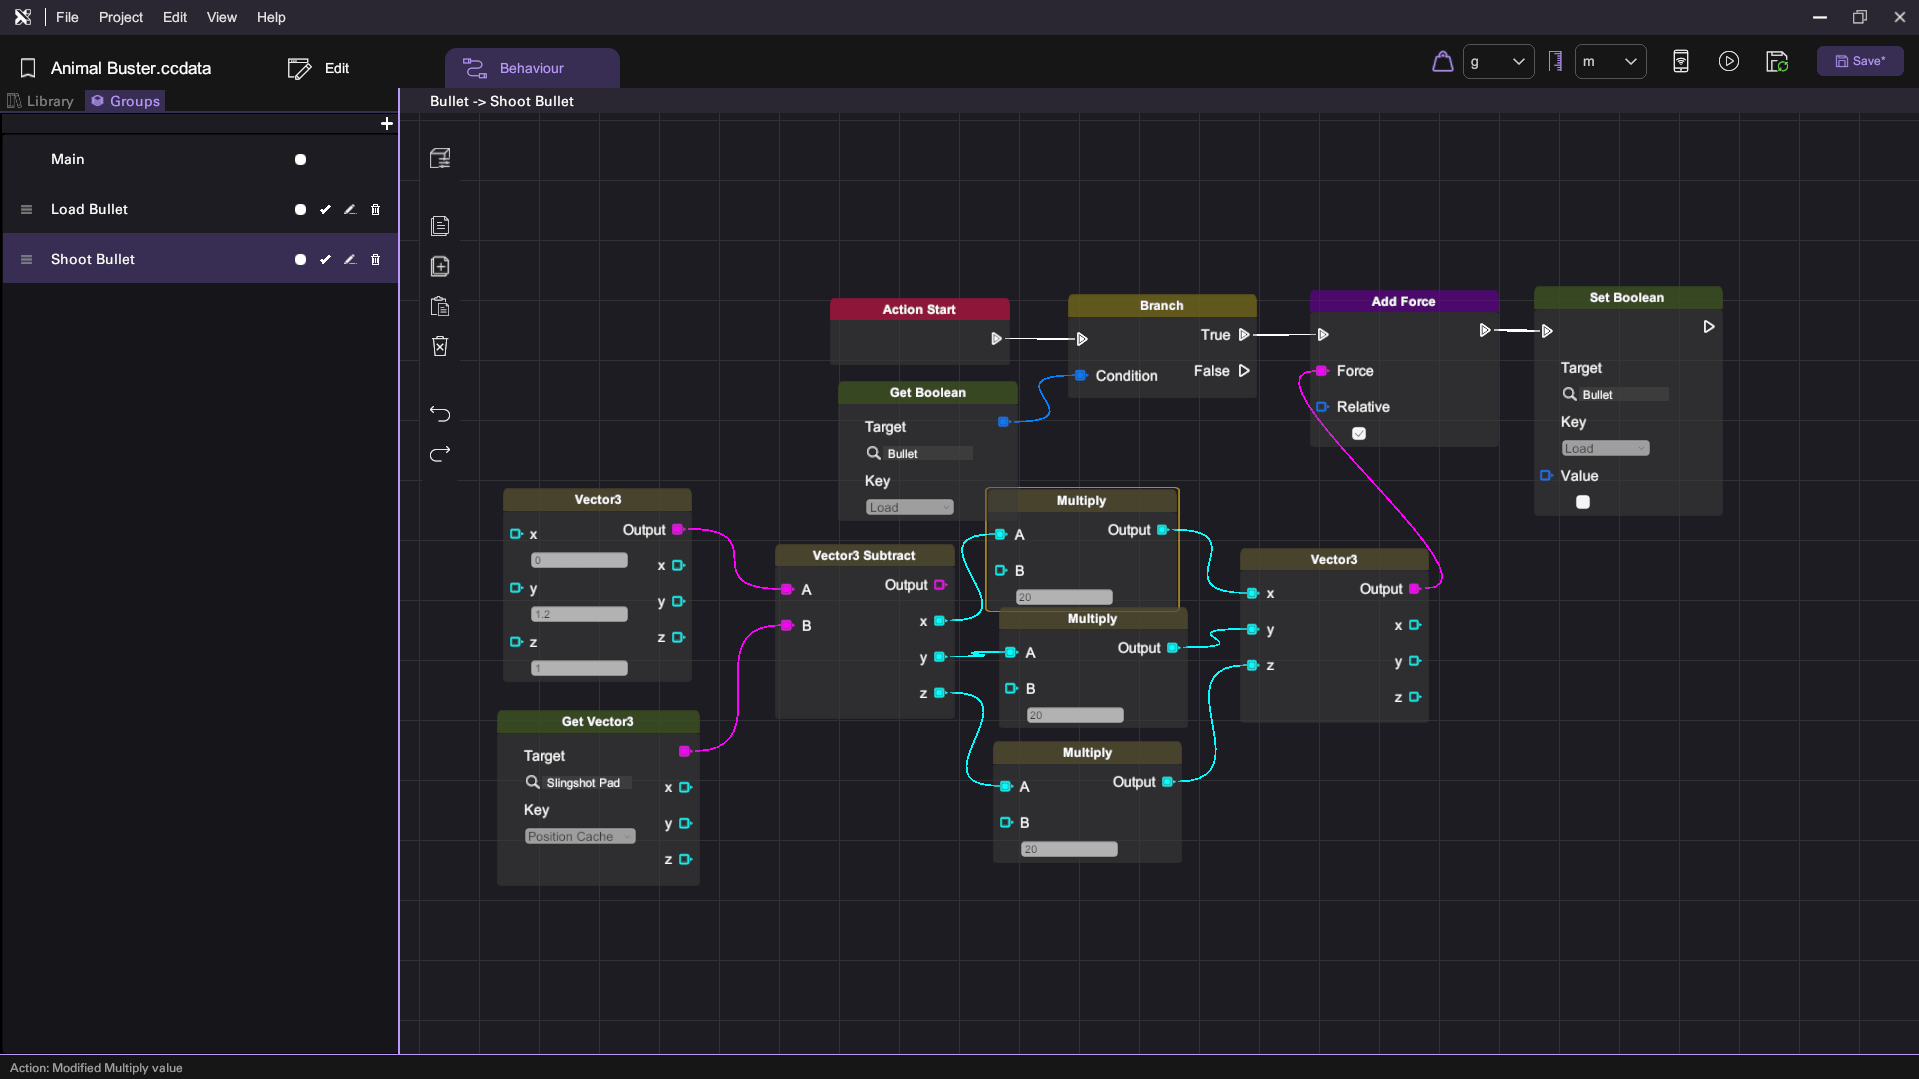 File Project Edit View Help
Animal Buster.ccdata
Edit
Behaviour
g
m
Save*
Library
Groups
Bullet -> Shoot Bullet
+
Main
Load Bullet
Shoot Bullet
Action Start
Branch
True
Condition
False
Add Force
Force
Relative
Set Boolean
Target
Bullet
Key
Load
Value
Get Boolean
Target
Bullet
Key
Load
Vector3
Output
x
0
x
y
1.2
y
z
1
z
Vector3 Subtract
A
Output
B
x
y
z
Multiply
Output
A
B
20
Multiply
Output
A
B
20
Multiply
Output
A
B
20
Vector3
Output
x
y
z
x
y
z
Get Vector3
Target
Slingshot Pad
Key
Position Cache
x
y
z
Action: Modified Multiply value